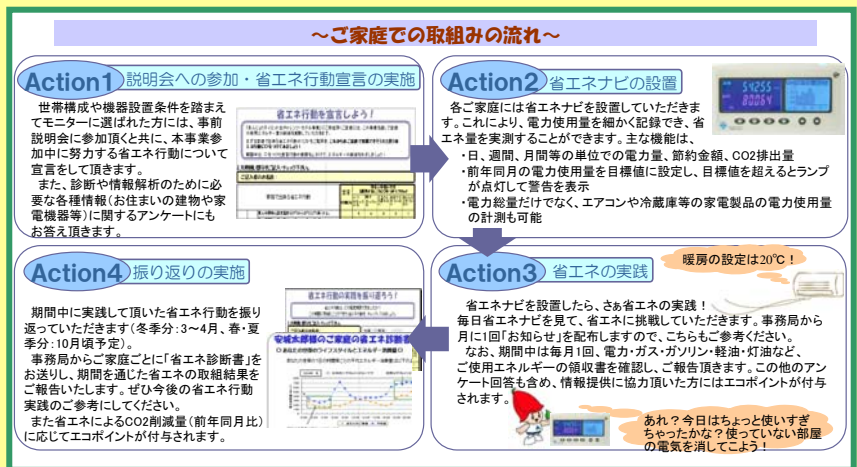 ～ご家庭での取組みの流れ～
Action1 説明会への参加・省エネ行動宣言の実施
世帯構成や機器設置条件を踏まえ
てモニターに選ばれた方には、事前
説明会に参加頂くと共に、本事業参
加中に努力する省エネ行動について
宣言をして頂きます。
また、診断や情報解析のために必
要な各種情報(お住まいの建物や家
電機器等)に関するアンケートにも
お答え頂きます。
省エネ行動を宣言しよう！
Action2 省エネナビの設置
各ご家庭には省エネナビを設置していただきま
す。これにより、電力使用量を細かく記録でき、省
エネ量を実測することができます。主な機能は、
・日、週間、月間等の単位での電力量、節約金額、CO2排出量
・前年同月の電力使用量を目標値に設定し、目標値を超えるとランプ
が点灯して警告を表示
・電力総量だけでなく、エアコンや冷蔵庫等の家電製品の電力使用量
の計測も可能
Action3 省エネの実践
暖房の設定は20℃！
省エネナビを設置したら、さぁ省エネの実践！
毎日省エネナビを見て、省エネに挑戦していただきます。事務局から
月に1回「お知らせ」を配布しますので、こちらもご参考ください。
なお、期間中は毎月1回、電力・ガス・ガソリン・軽油・灯油など、
ご使用エネルギーの領収書を確認し、ご報告頂きます。この他のアン
ケート回答も含め、情報提供に協力頂いた方にはエコポイントが付与
されます。
あれ？今日はちょっと使いすぎ
ちゃったかな？使っていない部屋
の電気を消してこよう！
Action4 振り返りの実施
期間中に実践して頂いた省エネ行動を振り
返っていただきます(冬季分:3～4月、春・夏
季分:10月頃予定)。
事務局からご家庭ごとに「省エネ診断書」を
お送りし、期間を通じた省エネの取組結果を
ご報告いたします。ぜひ今後の省エネ行動
実践のご参考にしてください。
また省エネによるCO2削減量(前年同月比)
に応じてエコポイントが付与されます。
省エネ行動の実践を振り返ろう！
安城太郎様のご家庭の省エネ診断書